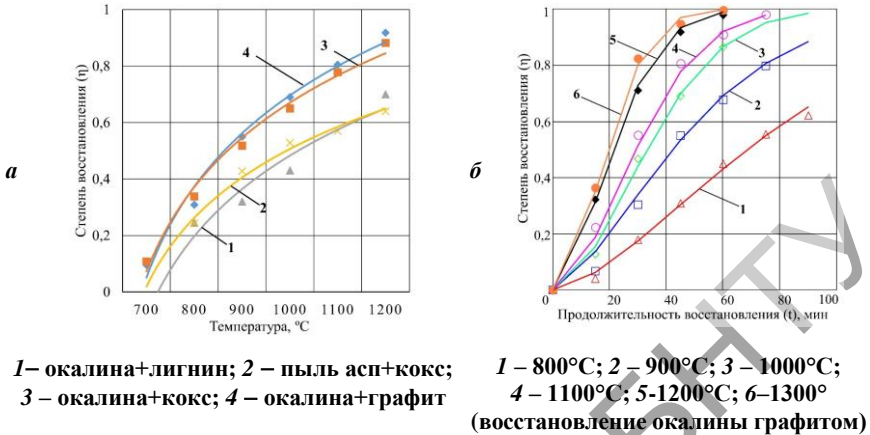 а
Степень восстановления (η)
1
0,8
0,6
0,4
0,2
0
4
3
2
1
700 800 900 1000 1100 1200
Температура, ºС
1– окалина+лигнин; 2 – пыль асп+кокс;
3 – окалина+кокс; 4 – окалина+графит
б
Степень восстановления (η)
1
0,8
0,6
0,4
0,2
5
4
3
6
2
1
20 40 60 80 100
Продолжительность восстановления (t), мин
1 – 800°С; 2 – 900°С; 3 – 1000°С;
4 – 1100°С; 5-1200°С; 6–1300°
(восстановление окалины графитом)
БНТУ